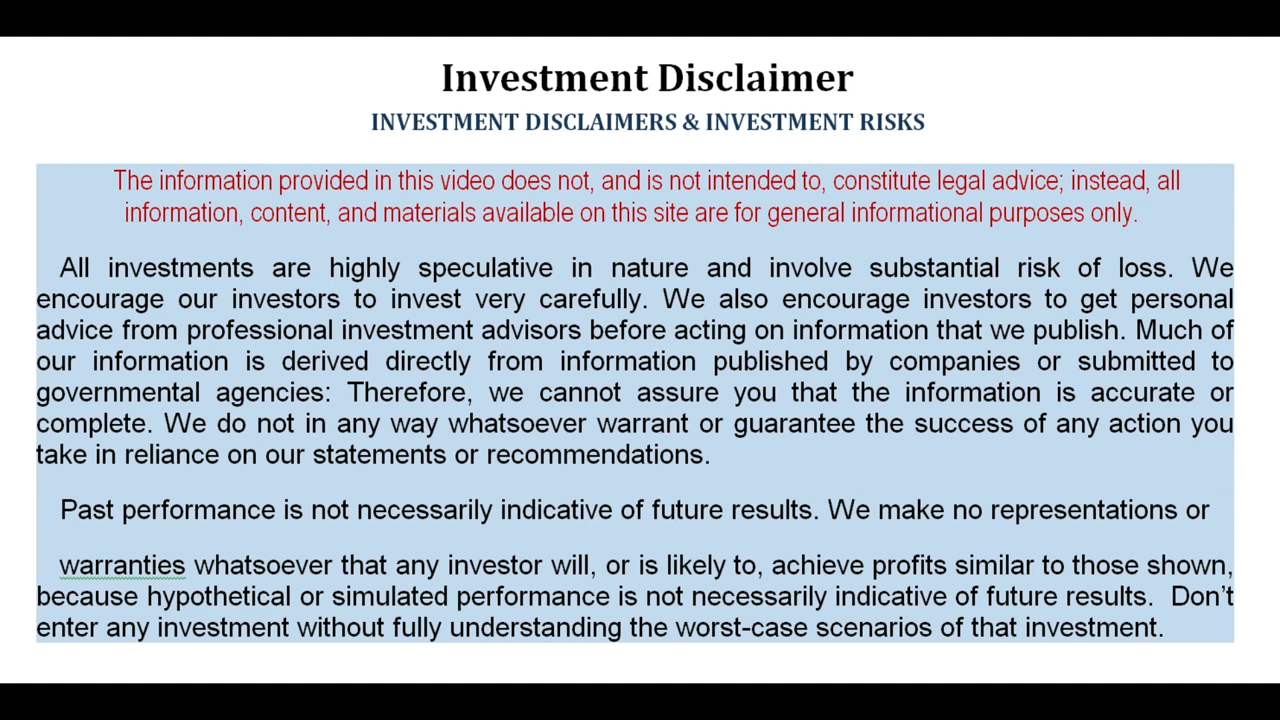 Investment Disclaimer
INVESTMENT DISCLAIMERS & INVESTMENT RISKS
The information provided in this video does not, and is not intended to, constitute legal advice; instead, all
information, content, and materials available on this site are for general informational purposes only.
All investments are highly speculative in nature and involve substantial risk of loss. We
encourage our investors to invest very carefully. We also encourage investors to get personal
advice from professional investment advisors before acting on information that we publish. Much of
our information is derived directly from information published by companies or submitted to
governmental agencies: Therefore, we cannot assure you that the information is accurate or
complete. We do not in any way whatsoever warrant or guarantee the success of any action you
take in reliance on our statements or recommendations.
Past performance is not necessarily indicative of future results. We make no representations or
warranties whatsoever that any investor will, or is likely to, achieve profits similar to those shown,
because hypothetical or simulated performance is not necessarily indicative of future results. Don’t
enter any investment without fully understanding the worst-case scenarios of that investment.